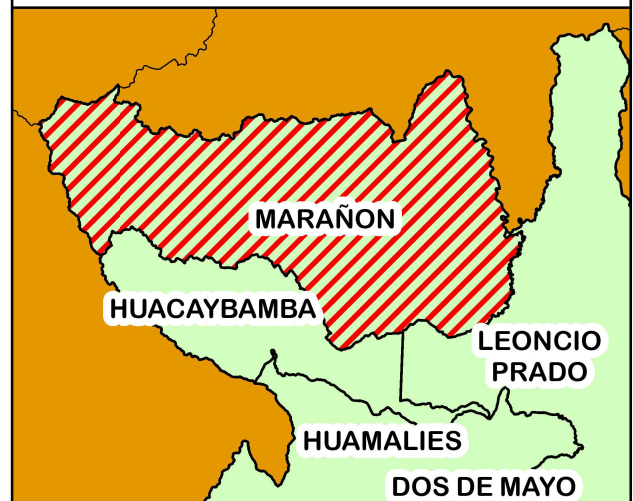 MARAÑON
HUACAYBAMBA
LEONCIO
PRADO
HUAMALIES
DOS DE MAYO